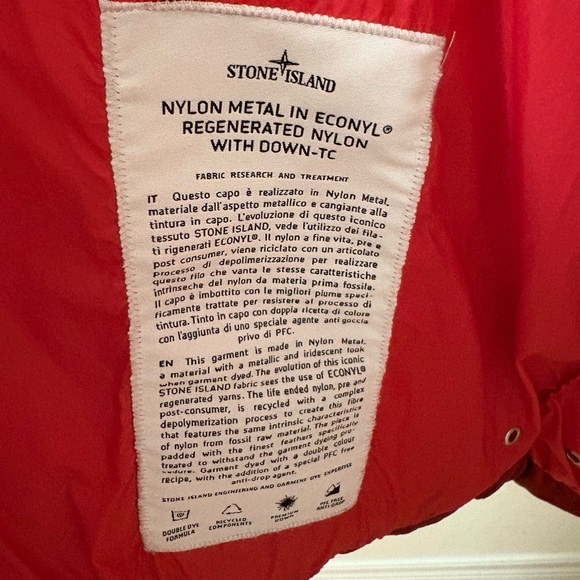 STONE ISLAND
NYLON METAL IN ECONYL®
REGENERATED NYLON
WITH DOWN-TC
FABRIC RESEARCH AND TREATMENT
IT Questo capo è realizzato in Nylon Metal,
materiale dall'aspetto metallico e cangiante alla
tintura in capo. L'evoluzione di questo iconico
tessuto STONE ISLAND, vede l'utilizzo dei fila-
ti rigenerati ECONYL®. Il nylon a fine vita, pre e
post consumer, viene riciclato con un articolato
processo di depolimerizzazione per realizzare
questo filo che vanta le stesse caratteristiche
intrinseche del nylon da materia prima fossile.
Il capo è imbottito con le migliori piume speci-
ficamente trattate per resistere al processo di
tintura. Tinto in capo con doppia ricetta di colore
con l'aggiunta di uno speciale agente anti goccia
privo di PFC.
EN This garment is made in Nylon Metal,
a material with a metallic and iridescent look
when garment dyed. The evolution of this iconic
STONE ISLAND fabric sees the use of ECONYL®
regenerated yarns. The life ended nylon, pre and
post-consumer, is recycled with a complex
depolymerization process to create this fibre
that features the same intrinsic characteristics
of nylon from fossil raw material. The piece is
padded with the finest feathers specifically
treated to withstand the garment dyeing pro-
cedure. Garment dyed with a double colour
recipe, with the addition of a special PFC free
anti-drop agent.
STONE ISLAND ENGINEERING AND GARMENT DYE EXPERTISE
DOUBLE DYE
FORMULA
RECYCLED
COMPONENTS
PREMIUM
DOWN
PFC FREE
ANTI-DROP